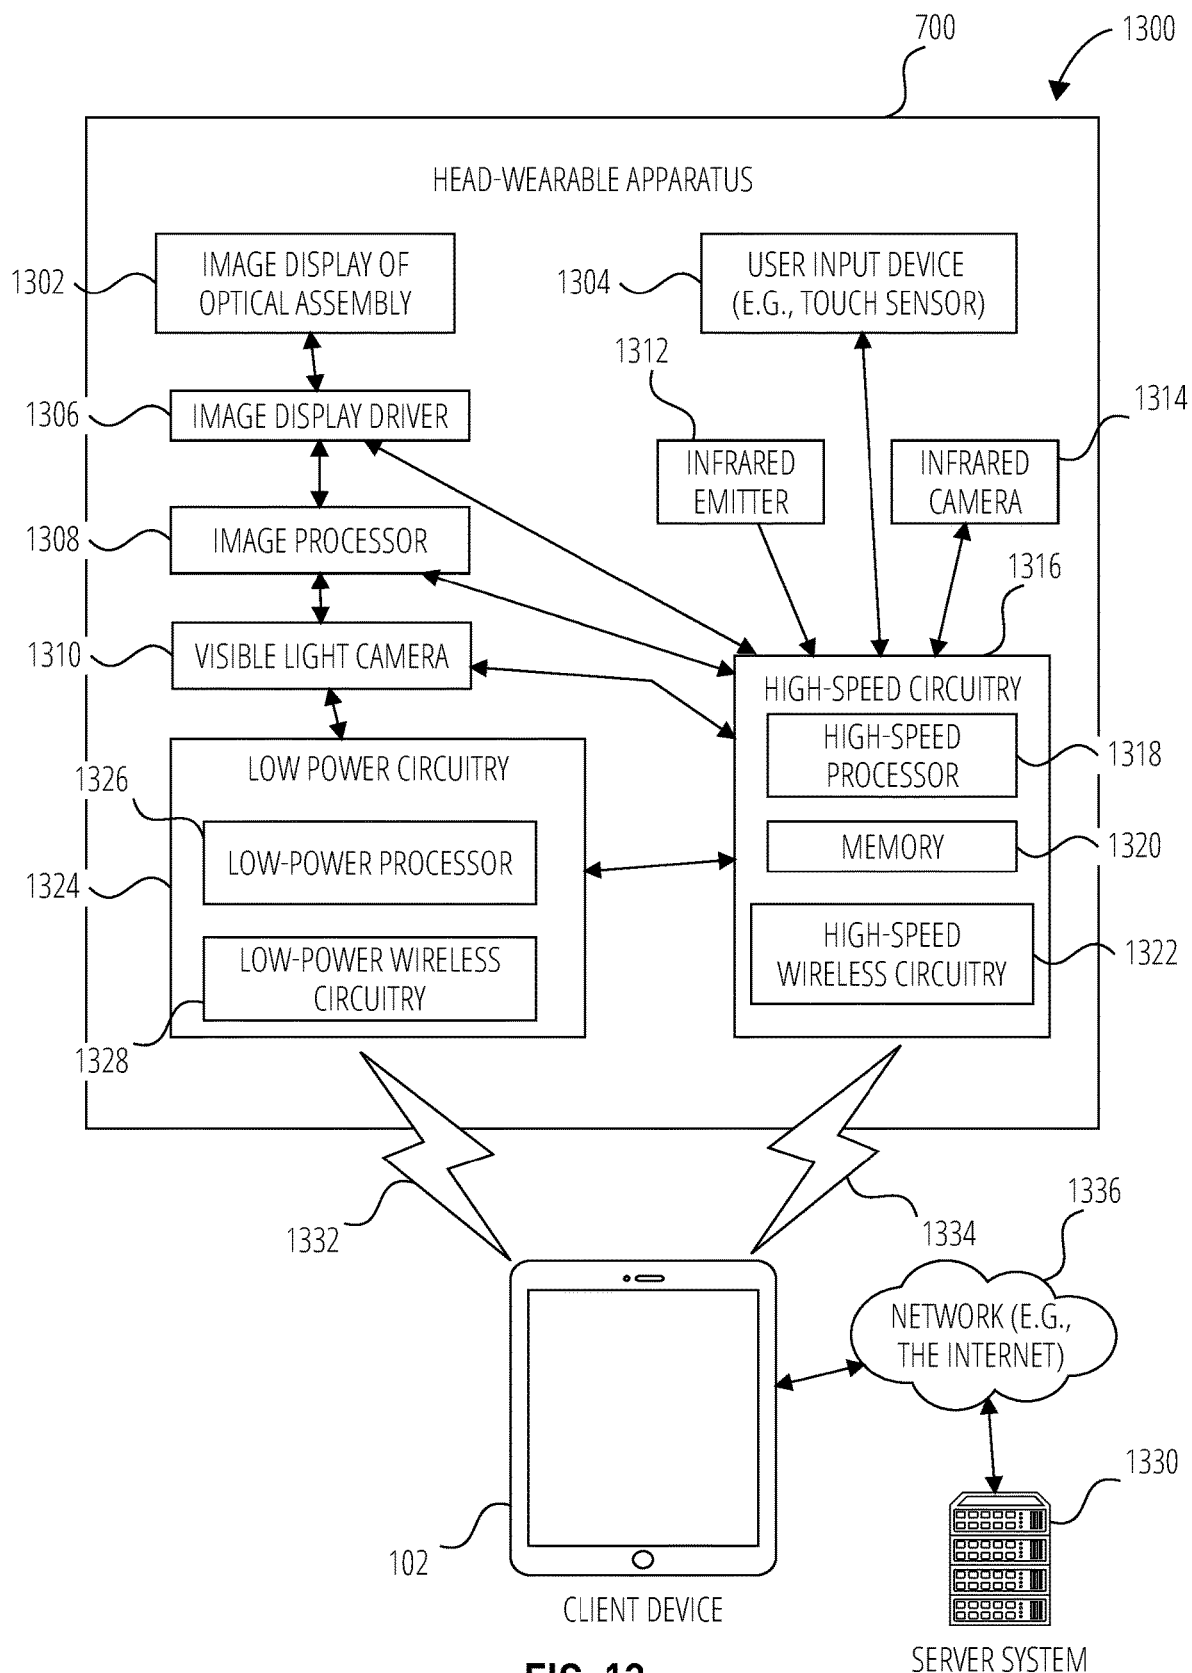 700
1300
HEAD-WEARABLE APPARATUS
1302
IMAGE DISPLAY OF
OPTICAL ASSEMBLY
1304
USER INPUT DEVICE
(E.G., TOUCH SENSOR)
1312
1306
IMAGE DISPLAY DRIVER
1314
INFRARED
EMITTER
INFRARED
CAMERA
1308
IMAGE PROCESSOR
1316
1310
VISIBLE LIGHT CAMERA
HIGH-SPEED CIRCUITRY
HIGH-SPEED
PROCESSOR
1318
LOW POWER CIRCUITRY
1326
LOW-POWER PROCESSOR
MEMORY
1320
1324
LOW-POWER WIRELESS
CIRCUITRY
HIGH-SPEED
WIRELESS CIRCUITRY
1322
1328
1332
1334
1336
NETWORK (E.G.,
THE INTERNET)
1330
102
CLIENT DEVICE
SERVER SYSTEM
FIG.